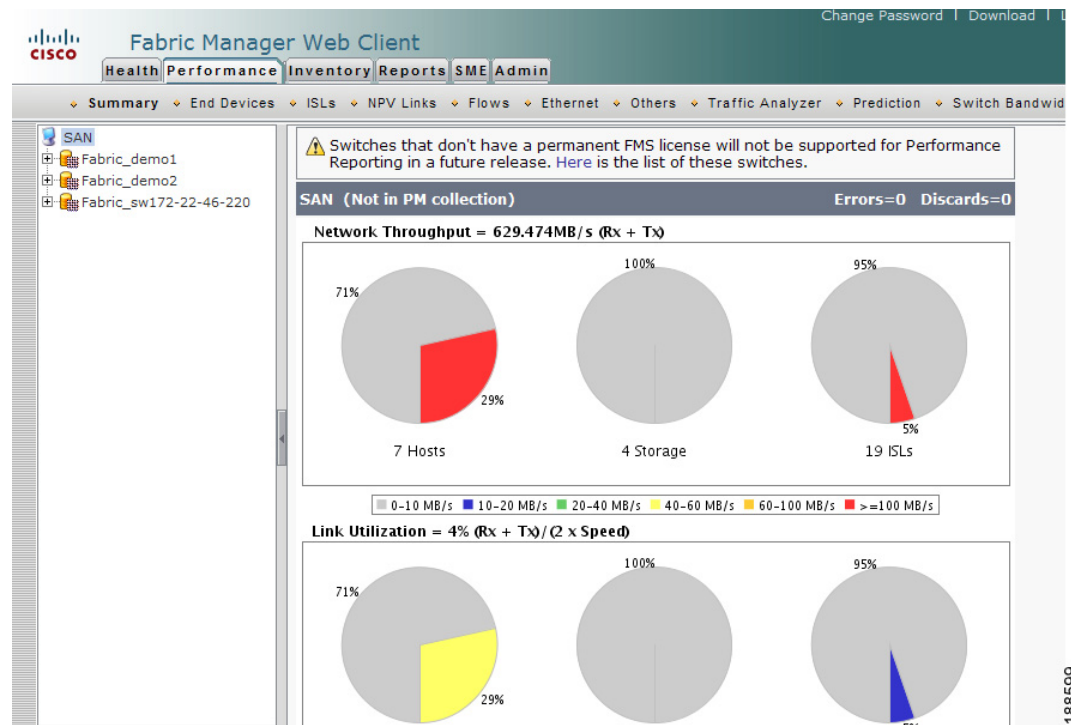 Change Password | Download |
CISCO
Fabric Manager Web Client
Health Performance Inventory Reports SME Admin
Summary End Devices ISLs NPV Links Flows Ethernet Others Traffic Analyzer Prediction Switch Bandwid
SAN
Fabric_demo1
Fabric_demo2
Fabric_sw172-22-46-220
Switches that don't have a permanent FMS license will not be supported for Performance
Reporting in a future release. Here is the list of these switches.
SAN (Not in PM collection) Errors=0 Discards=0
Network Throughput = 629.474MB/s (Rx + Tx)
71%
29%
7 Hosts
100%
4 Storage
95%
5%
19 ISLs
0-10 MB/s 10-20 MB/s 20-40 MB/s 40-60 MB/s 60-100 MB/s >=100 MB/s
Link Utilization = 4% (Rx + Tx)/(2 x Speed)
71%
29%
100%
95%
188599